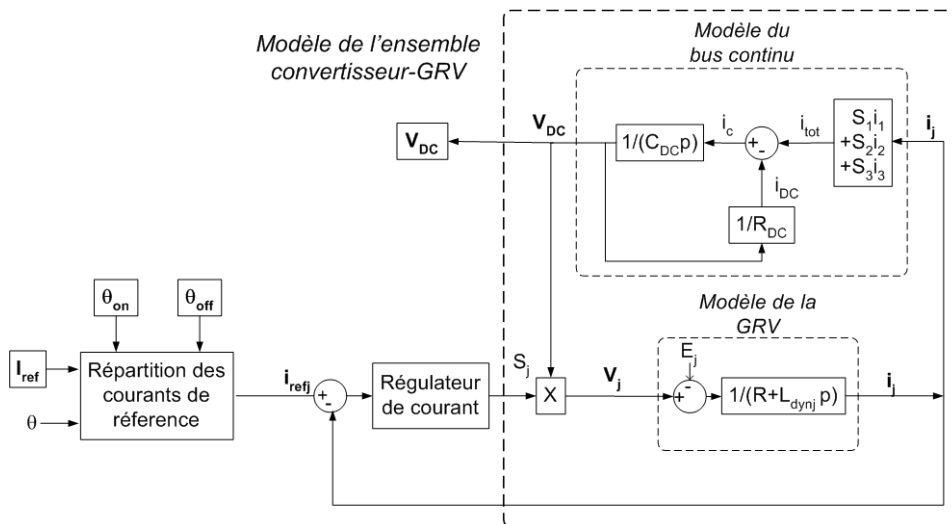 Modèle de l'ensemble
convertisseur-GRV
Modèle du
bus continu
V_DC
V_DC
1/(C_DC p)
i_c
+
-
i_tot
S_1i_1
+S_2i_2
+S_3i_3
i_j
i_DC
1/R_DC
θ_on
θ_off
I_ref
θ
Répartition des
courants de
réference
i_refj
+
-
Régulateur
de courant
S_j
X
V_j
Modèle de la
GRV
E_j
-
+
1/(R+L_dynj p)
i_j